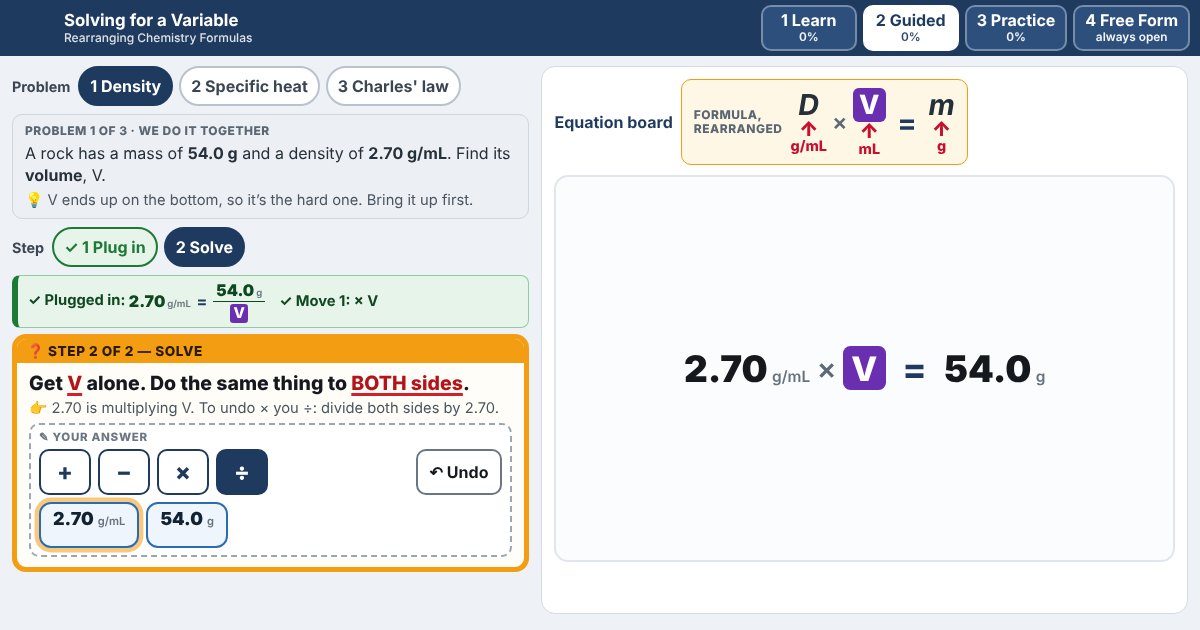 Solving for a Variable
Rearranging Chemistry Formulas
1 Learn
0%
2 Guided
0%
3 Practice
0%
4 Free Form
always open
Problem
1 Density
2 Specific heat
3 Charles' law
PROBLEM 1 OF 3 · WE DO IT TOGETHER
A rock has a mass of 54.0 g and a density of 2.70 g/mL. Find its
volume, V.
💡 V ends up on the bottom, so it’s the hard one. Bring it up first.
Step
✓ 1 Plug in
2 Solve
✓ Plugged in: 2.70 g/mL = 54.0 g / V ✓ Move 1: × V
❓ STEP 2 OF 2 — SOLVE
Get V alone. Do the same thing to BOTH sides.
👉 2.70 is multiplying V. To undo × you ÷: divide both sides by 2.70.
✎ YOUR ANSWER
+ − × ÷
↶ Undo
2.70 g/mL
54.0 g
Equation board
FORMULA,
REARRANGED
D × V = m
↑ ↑ ↑
g/mL mL g
2.70 g/mL × V = 54.0 g